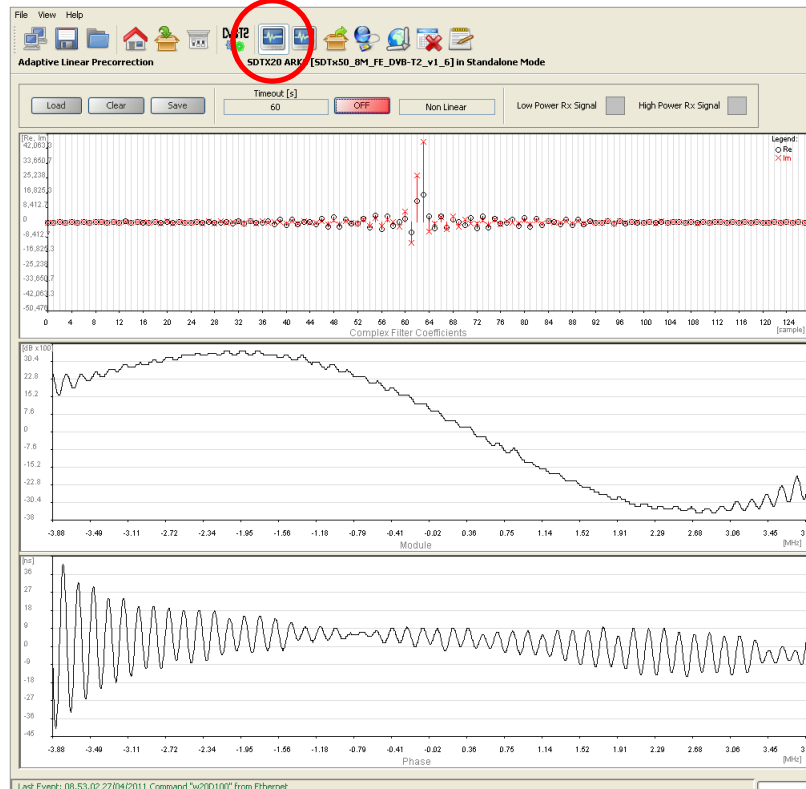 File View Help
Adaptive Linear Precorrection
SDTX20 ARK [SDTx50_8M_FE_DVB-T2_v1_6] in Standalone Mode
Load Clear Save
Timeout [s]
60
OFF
Non Linear
Low Power Rx Signal
High Power Rx Signal
[Re, Im]
Legend:
Re
Im
42,063.3
33,650.7
25,238
16,825.3
8,412.7
0
-8,412.7
-16,825.3
-25,238
-33,650.7
-42,063.3
-50,476
0 4 8 12 16 20 24 28 32 36 40 44 48 52 56 60 64 68 72 76 80 84 88 92 96 100 104 108 112 116 120 124
Complex Filter Coefficients
[sample]
[dB x100]
30.4
22.8
15.2
7.6
0
-7.6
-15.2
-22.8
-30.4
-38
-3.88 -3.49 -3.11 -2.72 -2.34 -1.95 -1.56 -1.18 -0.79 -0.41 -0.02 0.36 0.75 1.14 1.52 1.91 2.29 2.68 3.06 3.45 3
Module
[MHz]
[ns]
36
27
18
9
0
-9
-18
-27
-36
-45
-3.88 -3.49 -3.11 -2.72 -2.34 -1.95 -1.56 -1.18 -0.79 -0.41 -0.02 0.36 0.75 1.14 1.52 1.91 2.29 2.68 3.06 3.45 3
Phase
[MHz]
Last Event: 08.53.02 27/04/2011 Command "w20D100" from Ethernet